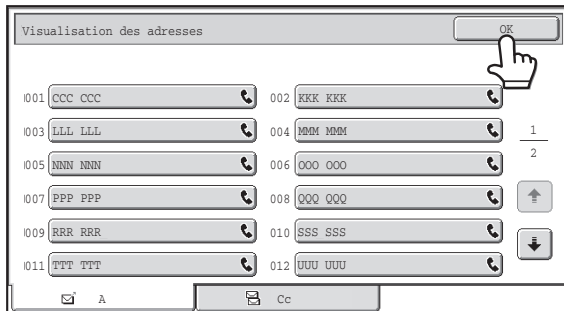 Visualisation des adresses OK
001 CCC CCC 002 KKK KKK
003 LLL LLL 004 MMM MMM
1
005 NNN NNN 006 OOO OOO
2
007 PPP PPP 008 QQQ QQQ
009 RRR RRR 010 SSS SSS
011 TTT TTT 012 UUU UUU
A Cc